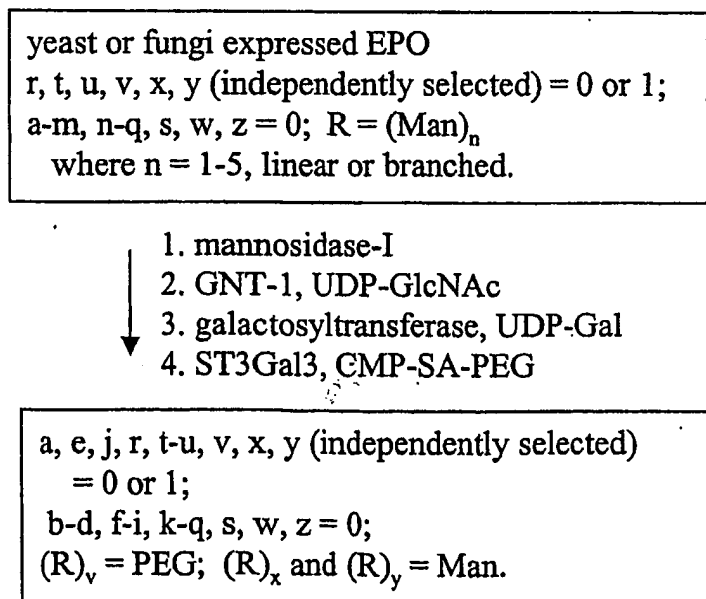 yeast or fungi expressed EPO
r, t, u, v, x, y (independently selected) = 0 or 1;
a-m, n-q, s, w, z = 0; R = (Man)n
where n = 1-5, linear or branched.
1. mannosidase-I
2. GNT-1, UDP-GlcNAc
3. galactosyltransferase, UDP-Gal
4. ST3Gal3, CMP-SA-PEG
a, e, j, r, t-u, v, x, y (independently selected)
= 0 or 1;
b-d, f-i, k-q, s, w, z = 0;
(R)v = PEG; (R)x and (R)y = Man.